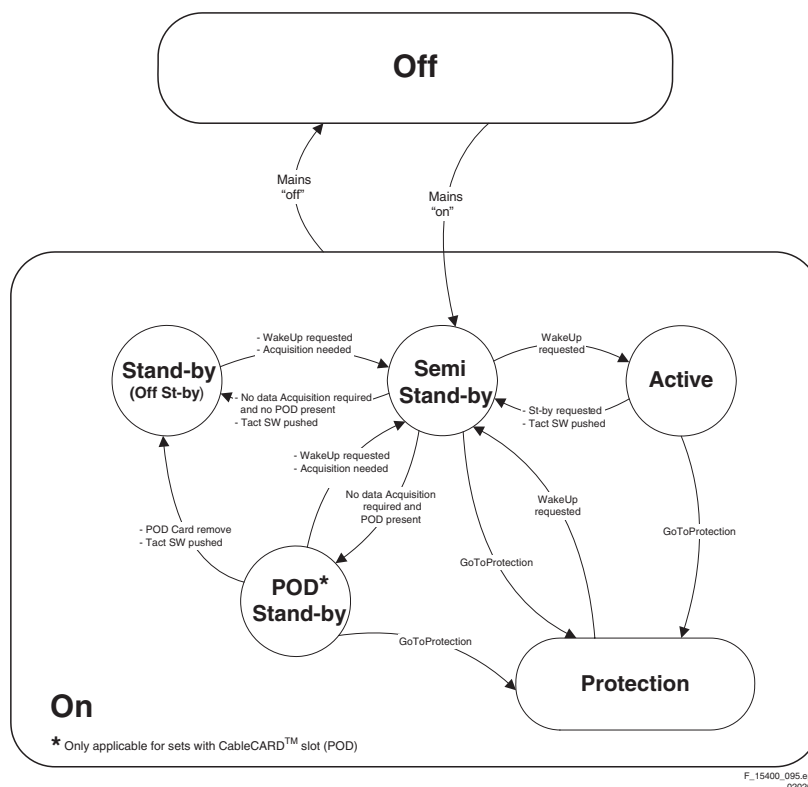 Off
Mains
“off”
Mains
“on”
- WakeUp requested
- Acquisition needed
WakeUp
requested
Stand-by
(Off St-by)
Semi
Stand-by
Active
- No data Acquisition
required
and no POD present
- Tact SW pushed
- St-by requested
- Tact SW pushed
- WakeUp requested
- Acquisition needed
No data Acquisition
required and
POD present
WakeUp
requested
- POD Card remove
- Tact SW pushed
GoToProtection
GoToProtection
POD*
Stand-by
GoToProtection
Protection
On
* Only applicable for sets with CableCARD™ slot (POD)
F_15400_095.e